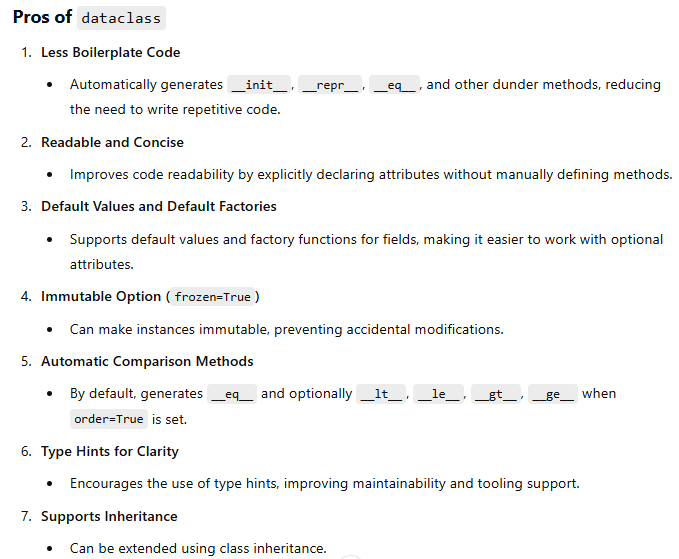 Pros of dataclass
1. Less Boilerplate Code
• Automatically generates __init__, __repr__, __eq__, and other dunder methods, reducing
the need to write repetitive code.
2. Readable and Concise
• Improves code readability by explicitly declaring attributes without manually defining methods.
3. Default Values and Default Factories
• Supports default values and factory functions for fields, making it easier to work with optional
attributes.
4. Immutable Option (frozen=True)
• Can make instances immutable, preventing accidental modifications.
5. Automatic Comparison Methods
• By default, generates __eq__ and optionally __lt__, __le__, __gt__, __ge__ when
order=True is set.
6. Type Hints for Clarity
• Encourages the use of type hints, improving maintainability and tooling support.
7. Supports Inheritance
• Can be extended using class inheritance.